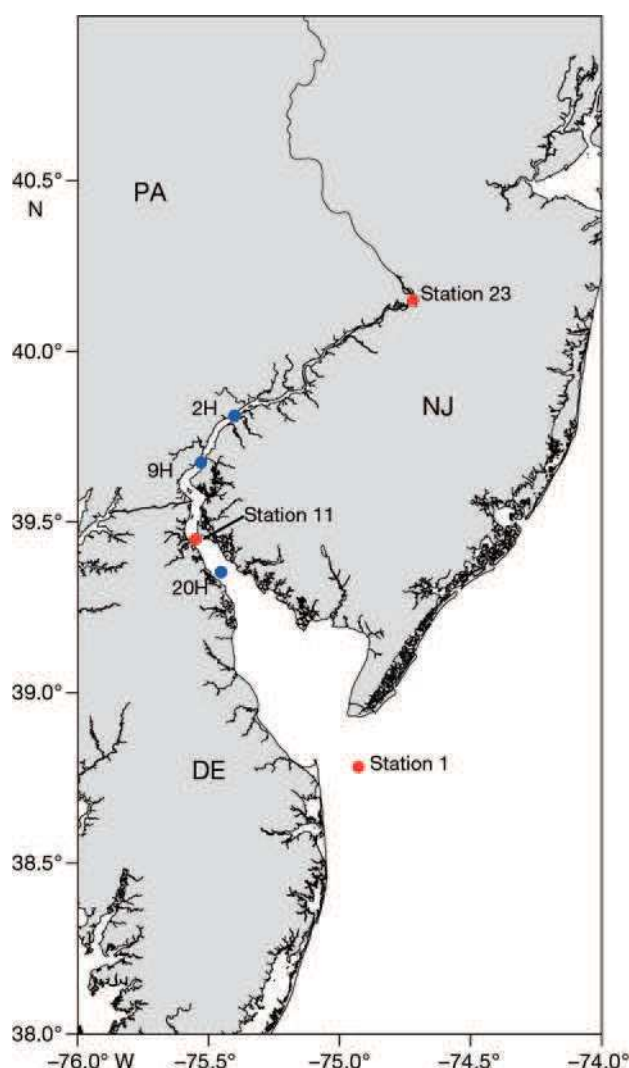 40.5°
N
PA
Station 23
40.0°
2H
NJ
9H
39.5°
Station 11
20H
39.0°
Station 1
DE
38.5°
38.0°
–76.0° W
–75.5°
–75.0°
–74.5°
–74.0°